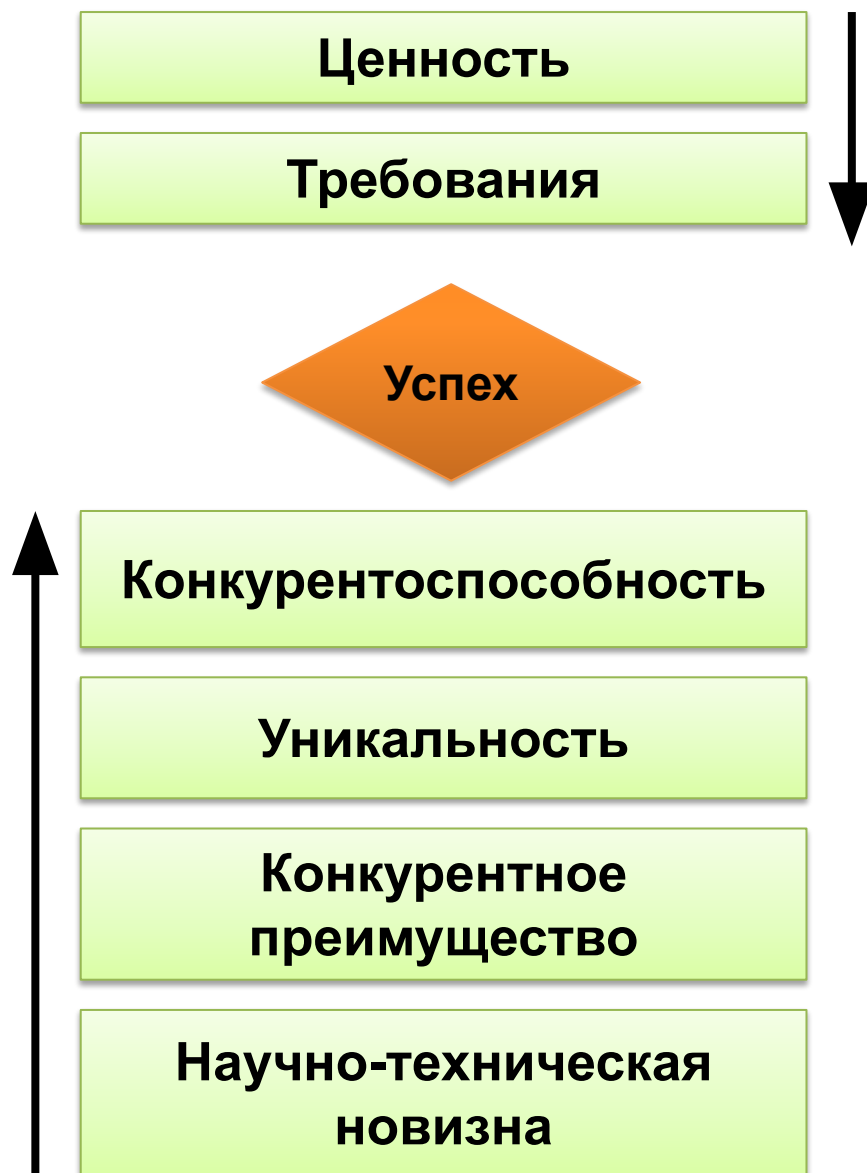 Ценность
Требования
Успех
Конкурентоспособность
Уникальность
Конкурентное
преимущество
Научно-техническая
новизна